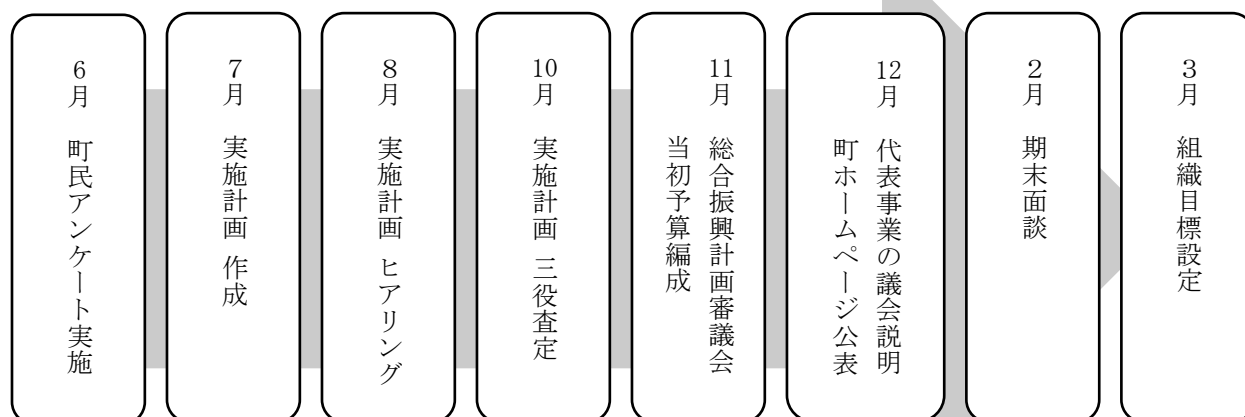 6月 町民アンケート実施
7月 実施計画 作成
8月 実施計画 ヒアリング
10月 実施計画 三役査定
11月 総合振興計画審議会
当初予算編成
12月 代表事業の議会説明
町ホームページ公表
2月 期末面談
3月 組織目標設定